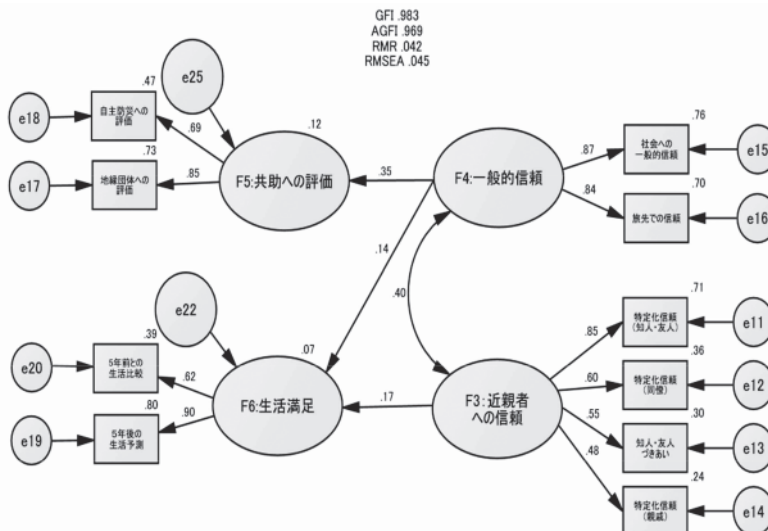 GFI .983
AGFI .969
RMR .042
RMSEA .045
.47
e25
e18
自主防災への
評価
.69
.12
.73
e17
地縁団体への
評価
.85
F5:共助への評価
.35
F4:一般的信頼
.87
.76
社会への
一般的信頼
e15
.84
.70
旅先での信頼
e16
.14
.40
e22
.39
e20
5年前との
生活比較
.62
.07
.80
e19
5年後の
生活予測
.90
F6:生活満足
.17
F3:近親者
への信頼
.85
.71
特定化信頼
(知人・友人)
e11
.60
.36
特定化信頼
(同僚)
e12
.55
.30
知人・友人
づきあい
e13
.48
.24
特定化信頼
(親戚)
e14